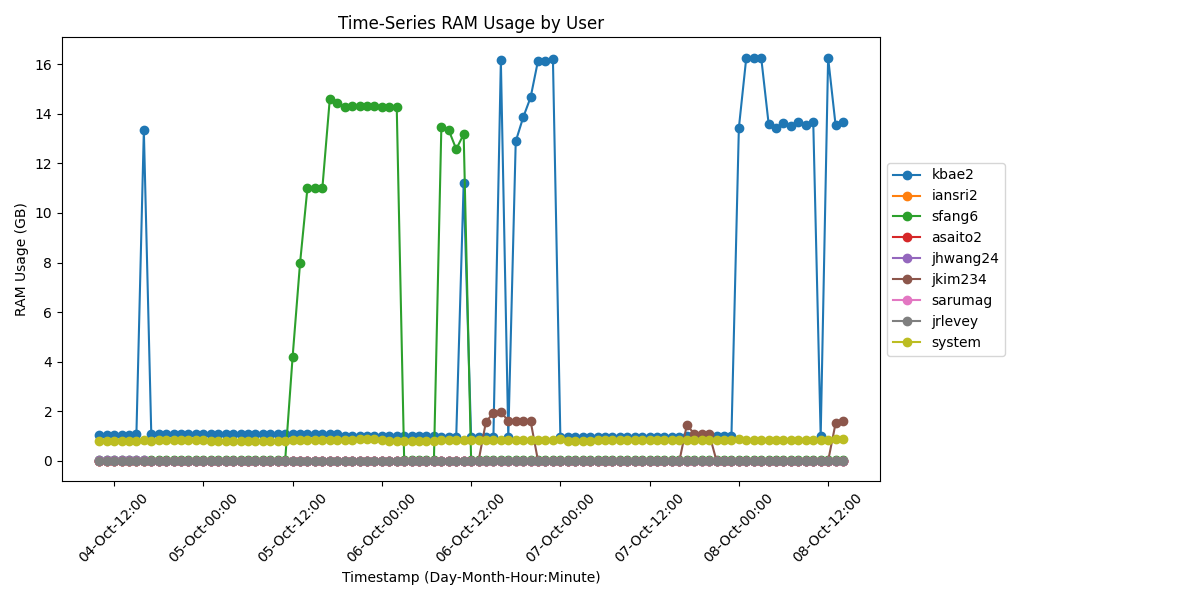 Time-Series RAM Usage by User
RAM Usage (GB)
16
14
12
10
8
6
4
2
0
04-Oct-12:00
05-Oct-00:00
05-Oct-12:00
06-Oct-00:00
06-Oct-12:00
07-Oct-00:00
07-Oct-12:00
08-Oct-00:00
08-Oct-12:00
Timestamp (Day-Month-Hour:Minute)
kbae2
iansri2
sfang6
asaito2
jhwang24
jkim234
sarumag
jrlevey
system